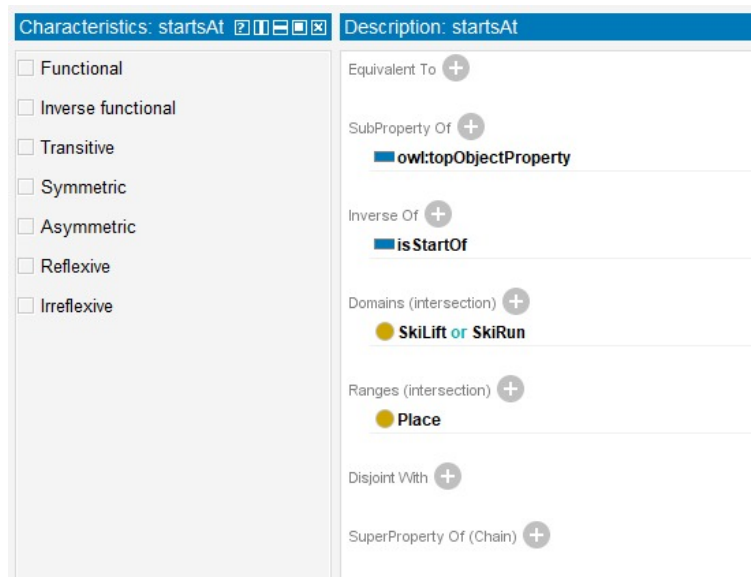 Characteristics: startsAt
Functional
Inverse functional
Transitive
Symmetric
Asymmetric
Reflexive
Irreflexive
Description: startsAt
Equivalent To
SubProperty Of
owl:topObjectProperty
Inverse Of
isStartOf
Domains (intersection)
SkiLift or SkiRun
Ranges (intersection)
Place
Disjoint With
SuperProperty Of (Chain)